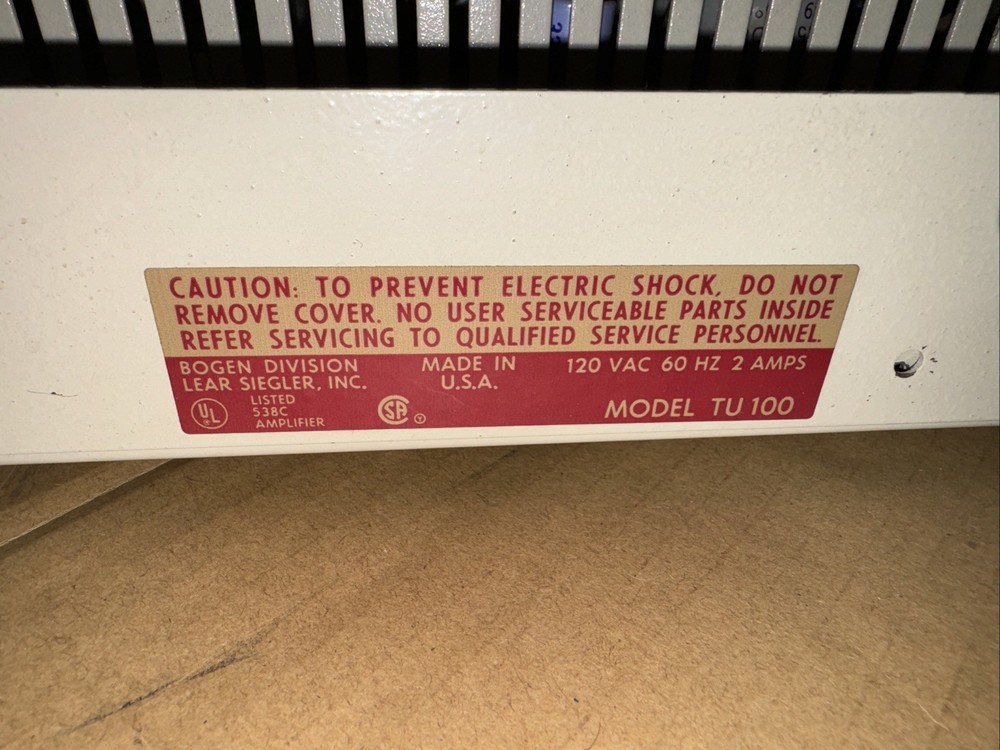 CAUTION: TO PREVENT ELECTRIC SHOCK, DO NOT
REMOVE COVER. NO USER SERVICEABLE PARTS INSIDE
REFER SERVICING TO QUALIFIED SERVICE PERSONNEL.
BOGEN DIVISION
LEAR SIEGLER, INC.
MADE IN
U.S.A.
120 VAC 60 HZ 2 AMPS
UL
LISTED
538C
AMPLIFIER
SA
MODEL TU 100